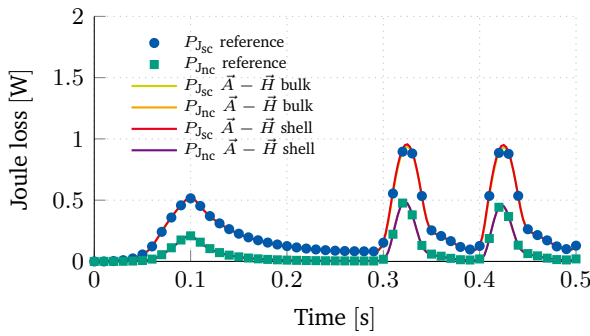 2
1.5
1
0.5
0
Joule loss [W]
P_Jsc reference
P_Jnc reference
P_Jsc A⃗ − H⃗ bulk
P_Jnc A⃗ − H⃗ bulk
P_Jsc A⃗ − H⃗ shell
P_Jnc A⃗ − H⃗ shell
0 0.1 0.2 0.3 0.4 0.5
Time [s]